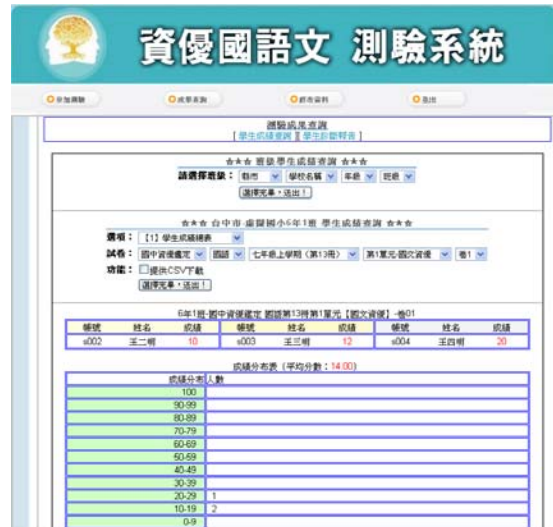 資優國語文 測驗系統
參加測驗 成果查詢 修改資料 登出
測驗成果查詢
[ 學生成績查詢 ][ 學生診斷報告 ]
☆★☆ 班級學生成績查詢 ☆★☆
請選擇班級： 縣市 學校名稱 年級 班級
選擇完畢，送出！
☆★☆ 台中市-虛擬國小6年1班 學生成績查詢 ☆★☆
選項： 【1】學生成績總表
試卷： 國中資優鑑定 國語 七年級上學期（第13冊） 第1單元-國文資優 卷1
功能： 提供CSV下載
選擇完畢，送出！
6年1班-國中資優鑑定 國語第13冊第1單元【國文資優】-卷01
帳號 姓名 成績 帳號 姓名 成績 帳號 姓名 成績
s002 王二明 10 s003 王三明 12 s004 王四明 20
成績分布表（平均分數：14.00）
成績分布 人數
100
90-99
80-89
70-79
60-69
50-59
40-49
30-39
20-29 1
10-19 2
0-9